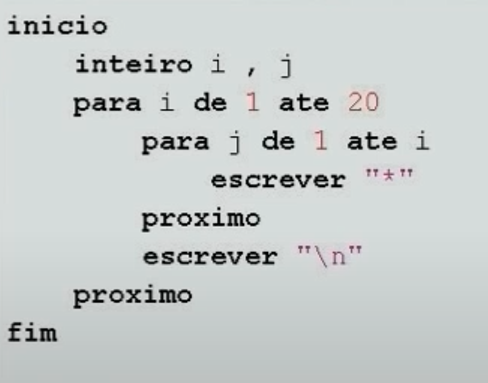 inicio
inteiro i , j
para i de 1 ate 20
para j de 1 ate i
escrever "*"
proximo
escrever "\n"
proximo
fim